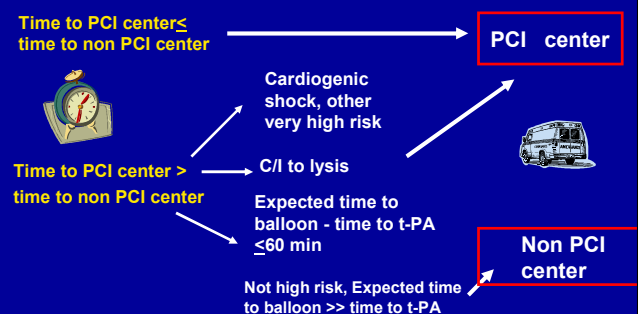 Time to PCI center<
time to non PCI center
PCI center
Cardiogenic
shock, other
very high risk
Time to PCI center >
time to non PCI center
C/I to lysis
Expected time to
balloon - time to t-PA
≤60 min
Non PCI
center
Not high risk, Expected time
to balloon >> time to t-PA